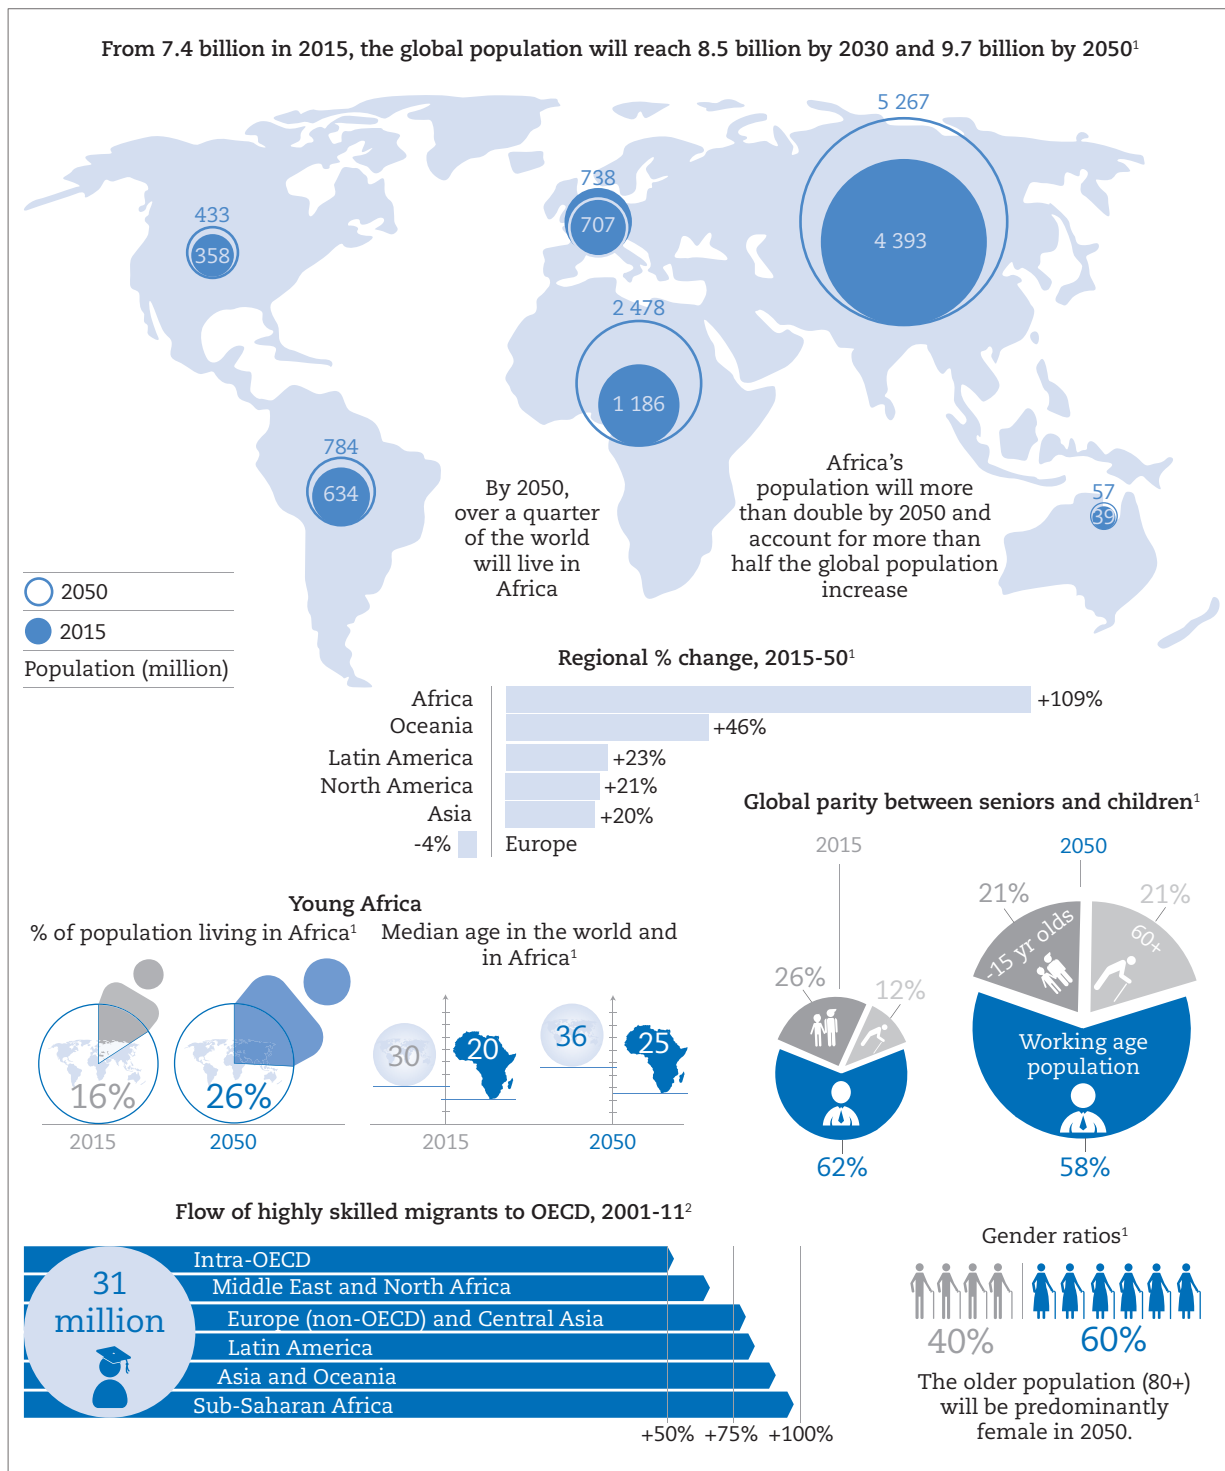 From 7.4 billion in 2015, the global population will reach 8.5 billion by 2030 and 9.7 billion by 2050¹
5 267
738
433
707
358
4 393
2 478
1 186
784
634
Africa's
population will more
than double by 2050 and
account for more than
half the global population
increase
By 2050,
over a quarter
of the world
will live in
Africa
57
39
2050
2015
Population (million)
Regional % change, 2015-50¹
Africa +109%
Oceania +46%
Latin America +23%
North America +21%
Asia +20%
-4% Europe
Global parity between seniors and children¹
2015
2050
21%
21%
-15 yr olds
60+
26%
12%
Working age
population
62%
58%
Young Africa
% of population living in Africa¹
Median age in the world and
in Africa¹
16%
26%
2015
2050
30
20
36
25
2015
2050
Flow of highly skilled migrants to OECD, 2001-11²
31
million
Intra-OECD
Middle East and North Africa
Europe (non-OECD) and Central Asia
Latin America
Asia and Oceania
Sub-Saharan Africa
+50% +75% +100%
Gender ratios¹
40%
60%
The older population (80+)
will be predominantly
female in 2050.